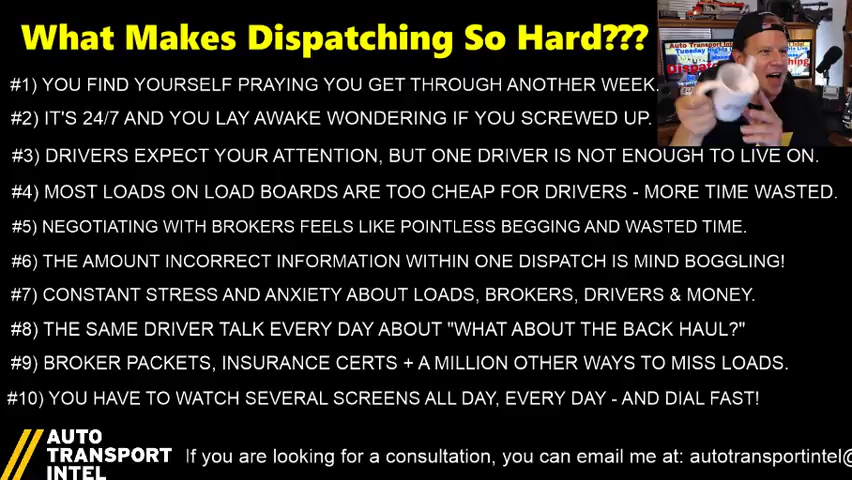 What Makes Dispatching So Hard???
#1) YOU FIND YOURSELF PRAYING YOU GET THROUGH ANOTHER WEEK.
#2) IT'S 24/7 AND YOU LAY AWAKE WONDERING IF YOU SCREWED UP.
#3) DRIVERS EXPECT YOUR ATTENTION, BUT ONE DRIVER IS NOT ENOUGH TO LIVE ON.
#4) MOST LOADS ON LOAD BOARDS ARE TOO CHEAP FOR DRIVERS - MORE TIME WASTED.
#5) NEGOTIATING WITH BROKERS FEELS LIKE POINTLESS BEGGING AND WASTED TIME.
#6) THE AMOUNT INCORRECT INFORMATION WITHIN ONE DISPATCH IS MIND BOGGLING!
#7) CONSTANT STRESS AND ANXIETY ABOUT LOADS, BROKERS, DRIVERS & MONEY.
#8) THE SAME DRIVER TALK EVERY DAY ABOUT "WHAT ABOUT THE BACK HAUL?"
#9) BROKER PACKETS, INSURANCE CERTS + A MILLION OTHER WAYS TO MISS LOADS.
#10) YOU HAVE TO WATCH SEVERAL SCREENS ALL DAY, EVERY DAY - AND DIAL FAST!
AUTO
TRANSPORT
INTEL
If you are looking for a consultation, you can email me at: autotransportintel@
Auto Transport Intel
Tuesday Nights Live